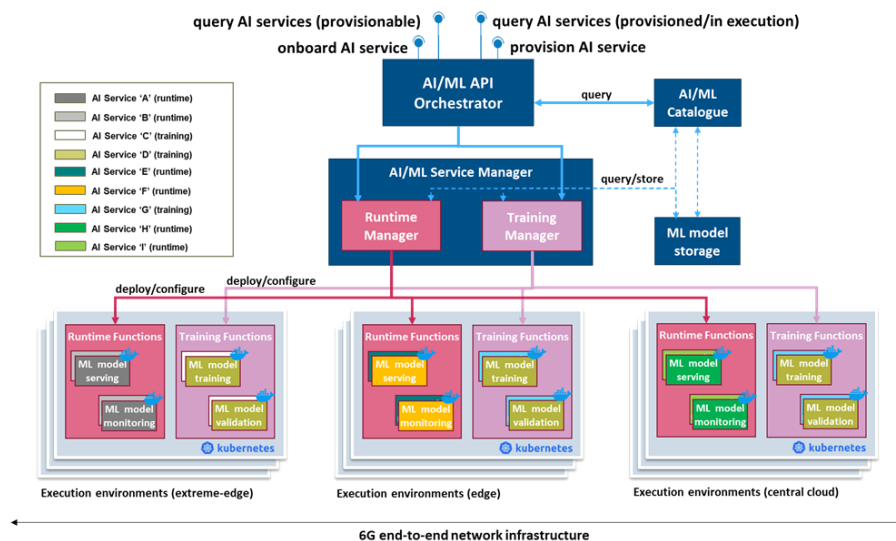 query AI services (provisionable)
query AI services (provisioned/in execution)
onboard AI service
provision AI service
AI/ML API
Orchestrator
query
AI/ML
Catalogue
AI Service ‘A’ (runtime)
AI Service ‘B’ (runtime)
AI Service ‘C’ (training)
AI Service ‘D’ (training)
AI Service ‘E’ (runtime)
AI Service ‘F’ (runtime)
AI Service ‘G’ (training)
AI Service ‘H’ (runtime)
AI Service ‘I’ (runtime)
AI/ML Service Manager
query/store
Runtime
Manager
Training
Manager
ML model
storage
deploy/configure
deploy/configure
Runtime Functions
Training Functions
ML model
serving
ML model
training
ML model
monitoring
ML model
validation
kubernetes
Execution environments (extreme-edge)
Runtime Functions
Training Functions
ML model
serving
ML model
training
ML model
monitoring
ML model
validation
kubernetes
Execution environments (edge)
Runtime Functions
Training Functions
ML model
serving
ML model
training
ML model
monitoring
ML model
validation
kubernetes
Execution environments (central cloud)
6G end-to-end network infrastructure